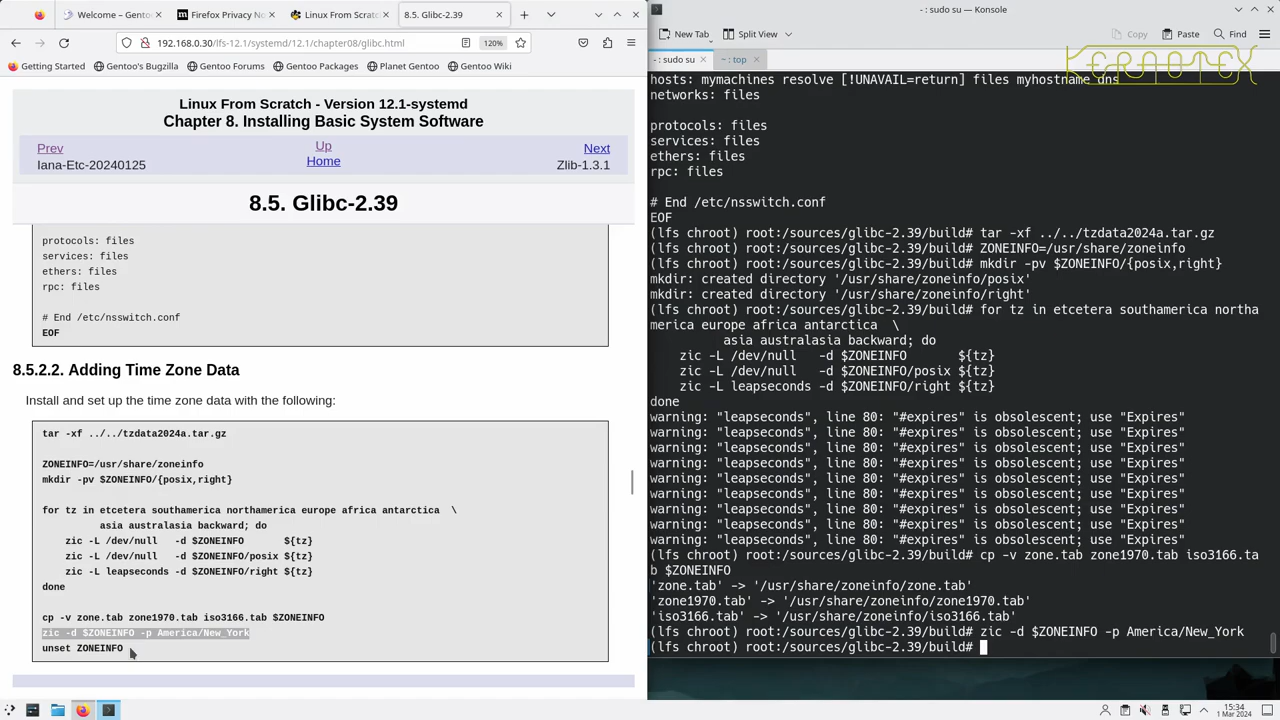 Welcome – Gento
Firefox Privacy No
Linux From Scratc
8.5. Glibc-2.39
192.168.0.30/lfs-12.1/systemd/12.1/chapter08/glibc.html
120%
Getting Started
Gentoo's Bugzilla
Gentoo Forums
Gentoo Packages
Planet Gentoo
Gentoo Wiki
Linux From Scratch - Version 12.1-systemd
Chapter 8. Installing Basic System Software
Prev
Up
Next
Iana-Etc-20240125
Home
Zlib-1.3.1
8.5. Glibc-2.39
protocols: files
services: files
ethers: files
rpc: files
# End /etc/nsswitch.conf
EOF
8.5.2.2. Adding Time Zone Data
Install and set up the time zone data with the following:
tar -xf ../../tzdata2024a.tar.gz
ZONEINFO=/usr/share/zoneinfo
mkdir -pv $ZONEINFO/{posix,right}
for tz in etcetera southamerica northamerica europe africa antarctica  \
asia australasia backward; do
zic -L /dev/null   -d $ZONEINFO       ${tz}
zic -L /dev/null   -d $ZONEINFO/posix ${tz}
zic -L leapseconds -d $ZONEINFO/right ${tz}
done
cp -v zone.tab zone1970.tab iso3166.tab $ZONEINFO
zic -d $ZONEINFO -p America/New_York
unset ZONEINFO
- : sudo su — Konsole
New Tab
Split View
Copy
Paste
Find
- : sudo su
~ : top
KERNOTEX
hosts: mymachines resolve [!UNAVAIL=return] files myhostname dns
networks: files
protocols: files
services: files
ethers: files
rpc: files
# End /etc/nsswitch.conf
EOF
(lfs chroot) root:/sources/glibc-2.39/build# tar -xf ../../tzdata2024a.tar.gz
(lfs chroot) root:/sources/glibc-2.39/build# ZONEINFO=/usr/share/zoneinfo
(lfs chroot) root:/sources/glibc-2.39/build# mkdir -pv $ZONEINFO/{posix,right}
mkdir: created directory '/usr/share/zoneinfo/posix'
mkdir: created directory '/usr/share/zoneinfo/right'
(lfs chroot) root:/sources/glibc-2.39/build# for tz in etcetera southamerica northa
merica europe africa antarctica  \
asia australasia backward; do
zic -L /dev/null   -d $ZONEINFO       ${tz}
zic -L /dev/null   -d $ZONEINFO/posix ${tz}
zic -L leapseconds -d $ZONEINFO/right ${tz}
done
warning: "leapseconds", line 80: "#expires" is obsolescent; use "Expires"
warning: "leapseconds", line 80: "#expires" is obsolescent; use "Expires"
warning: "leapseconds", line 80: "#expires" is obsolescent; use "Expires"
warning: "leapseconds", line 80: "#expires" is obsolescent; use "Expires"
warning: "leapseconds", line 80: "#expires" is obsolescent; use "Expires"
warning: "leapseconds", line 80: "#expires" is obsolescent; use "Expires"
warning: "leapseconds", line 80: "#expires" is obsolescent; use "Expires"
warning: "leapseconds", line 80: "#expires" is obsolescent; use "Expires"
warning: "leapseconds", line 80: "#expires" is obsolescent; use "Expires"
(lfs chroot) root:/sources/glibc-2.39/build# cp -v zone.tab zone1970.tab iso3166.ta
b $ZONEINFO
'zone.tab' -> '/usr/share/zoneinfo/zone.tab'
'zone1970.tab' -> '/usr/share/zoneinfo/zone1970.tab'
'iso3166.tab' -> '/usr/share/zoneinfo/iso3166.tab'
(lfs chroot) root:/sources/glibc-2.39/build# zic -d $ZONEINFO -p America/New_York
(lfs chroot) root:/sources/glibc-2.39/build#
15:34
1 Mar 2024